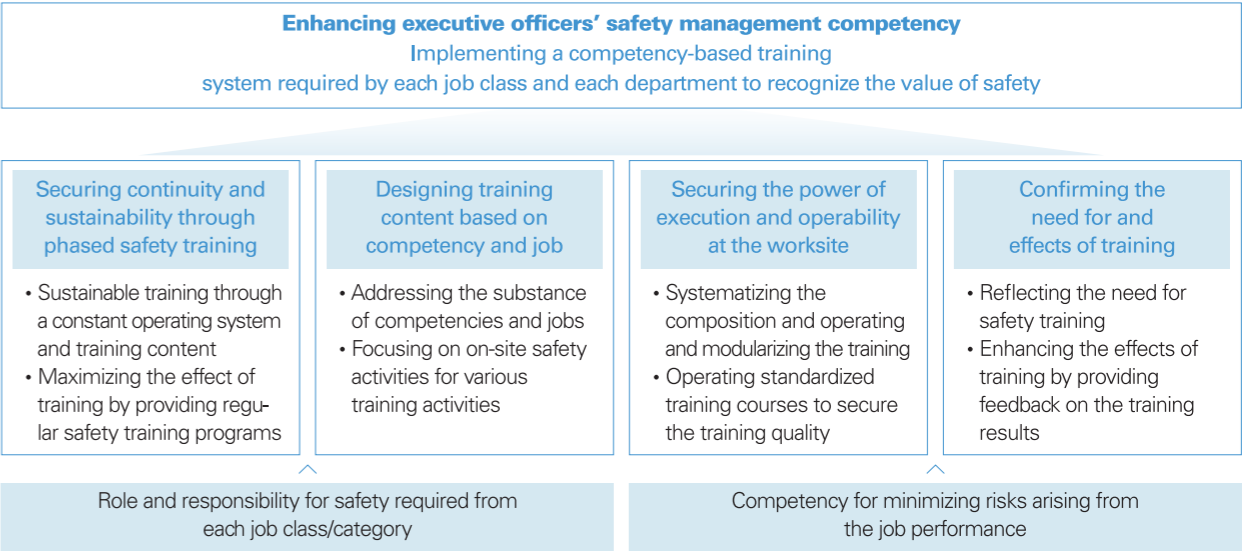 Enhancing executive officers’ safety management competency
Implementing a competency-based training
system required by each job class and each department to recognize the value of safety
Securing continuity and
sustainability through
phased safety training
• Sustainable training through
a constant operating system
and training content
• Maximizing the effect of
training by providing regu-
lar safety training programs
Designing training
content based on
competency and job
• Addressing the substance
of competencies and jobs
• Focusing on on-site safety
activities for various
training activities
Securing the power of
execution and operability
at the worksite
• Systematizing the
composition and operating
and modularizing the training
• Operating standardized
training courses to secure
the training quality
Confirming the
need for and
effects of training
• Reflecting the need for
safety training
• Enhancing the effects of
training by providing
feedback on the training
results
Role and responsibility for safety required from
each job class/category
Competency for minimizing risks arising from
the job performance